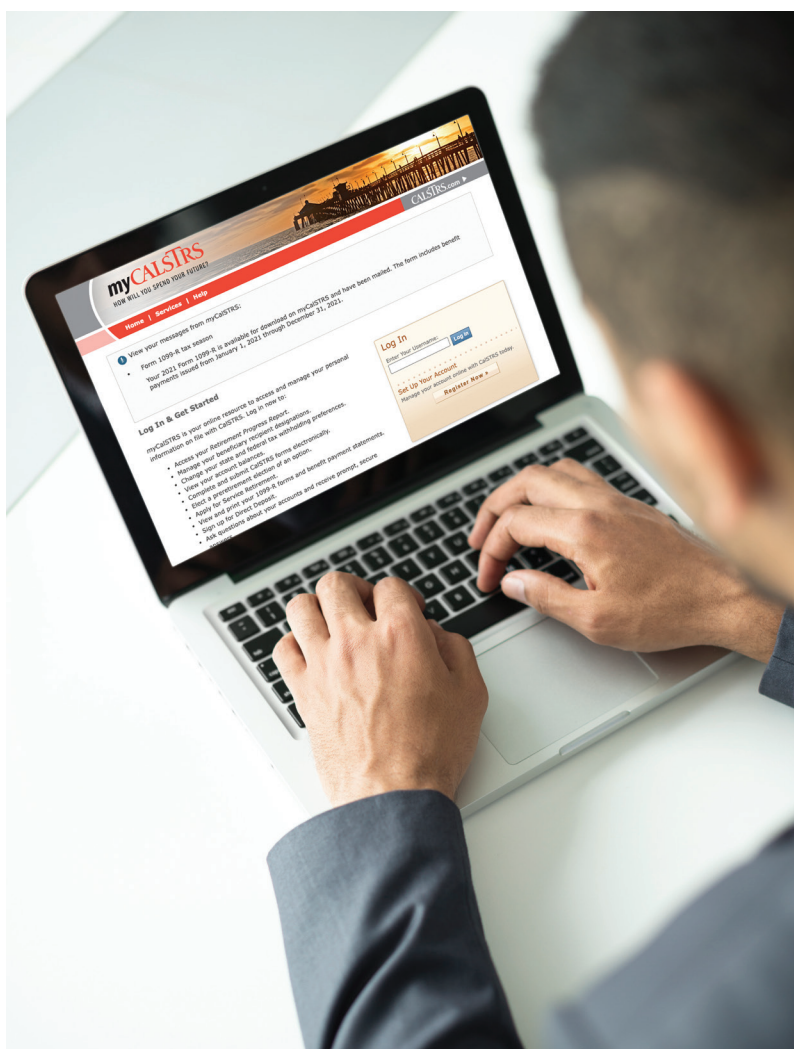 myCALSTRS
HOW WILL YOU SPEND YOUR FUTURE?
CALSTRS.com
Home | Services | Help
View your messages from myCalSTRS:
• Form 1099-R tax season
Your 2021 Form 1099-R is available for download on myCalSTRS and have been mailed. The form includes benefit
payments issued from January 1, 2021 through December 31, 2021.
Log In & Get Started
myCalSTRS is your online resource to access and manage your personal
information on file with CalSTRS. Log in now to:
• Access your Retirement Progress Report.
• Manage your beneficiary recipient designations.
• Change your state and federal tax withholding preferences.
• View your account balances.
• Complete and submit CalSTRS forms electronically.
• Elect a preretirement election of an option.
• Apply for Service Retirement.
• View and print your 1099-R forms and benefit payment statements.
• Sign up for Direct Deposit.
• Ask questions about your accounts and receive prompt, secure
Log In
Enter Your Username:
Log in
Set Up Your Account
Manage your account online with CalSTRS today.
Register Now »